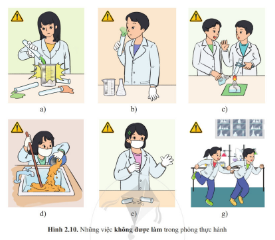 a)
b)
c)
d)
e)
g)
Hình 2.10. Những việc không được làm trong phòng thực hành